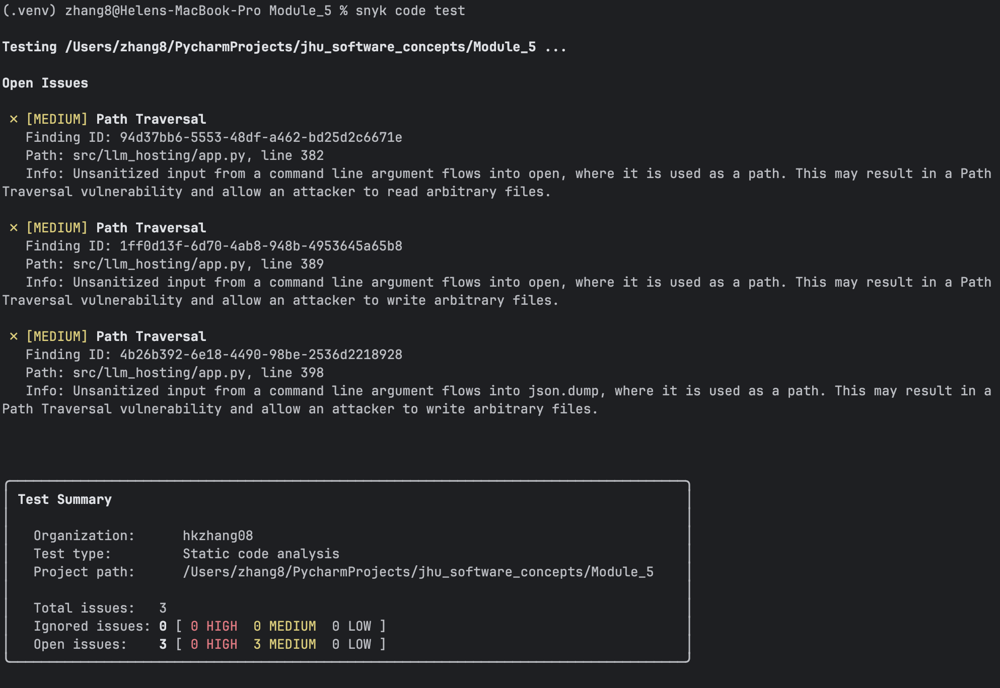 (.venv) zhang8@Helens-MacBook-Pro Module_5 % snyk code test
Testing /Users/zhang8/PycharmProjects/jhu_software_concepts/Module_5 ...
Open Issues
✕ [MEDIUM] Path Traversal
Finding ID: 94d37bb6-5553-48df-a462-bd25d2c6671e
Path: src/llm_hosting/app.py, line 382
Info: Unsanitized input from a command line argument flows into open, where it is used as a path. This may result in a Path
Traversal vulnerability and allow an attacker to read arbitrary files.
✕ [MEDIUM] Path Traversal
Finding ID: 1ff0d13f-6d70-4ab8-948b-4953645a65b8
Path: src/llm_hosting/app.py, line 389
Info: Unsanitized input from a command line argument flows into open, where it is used as a path. This may result in a Path
Traversal vulnerability and allow an attacker to write arbitrary files.
✕ [MEDIUM] Path Traversal
Finding ID: 4b26b392-6e18-4490-98be-2536d2218928
Path: src/llm_hosting/app.py, line 398
Info: Unsanitized input from a command line argument flows into json.dump, where it is used as a path. This may result in a
Path Traversal vulnerability and allow an attacker to write arbitrary files.
Test Summary
Organization: hkzhang08
Test type: Static code analysis
Project path: /Users/zhang8/PycharmProjects/jhu_software_concepts/Module_5
Total issues: 3
Ignored issues: 0 [ 0 HIGH 0 MEDIUM 0 LOW ]
Open issues: 3 [ 0 HIGH 3 MEDIUM 0 LOW ]